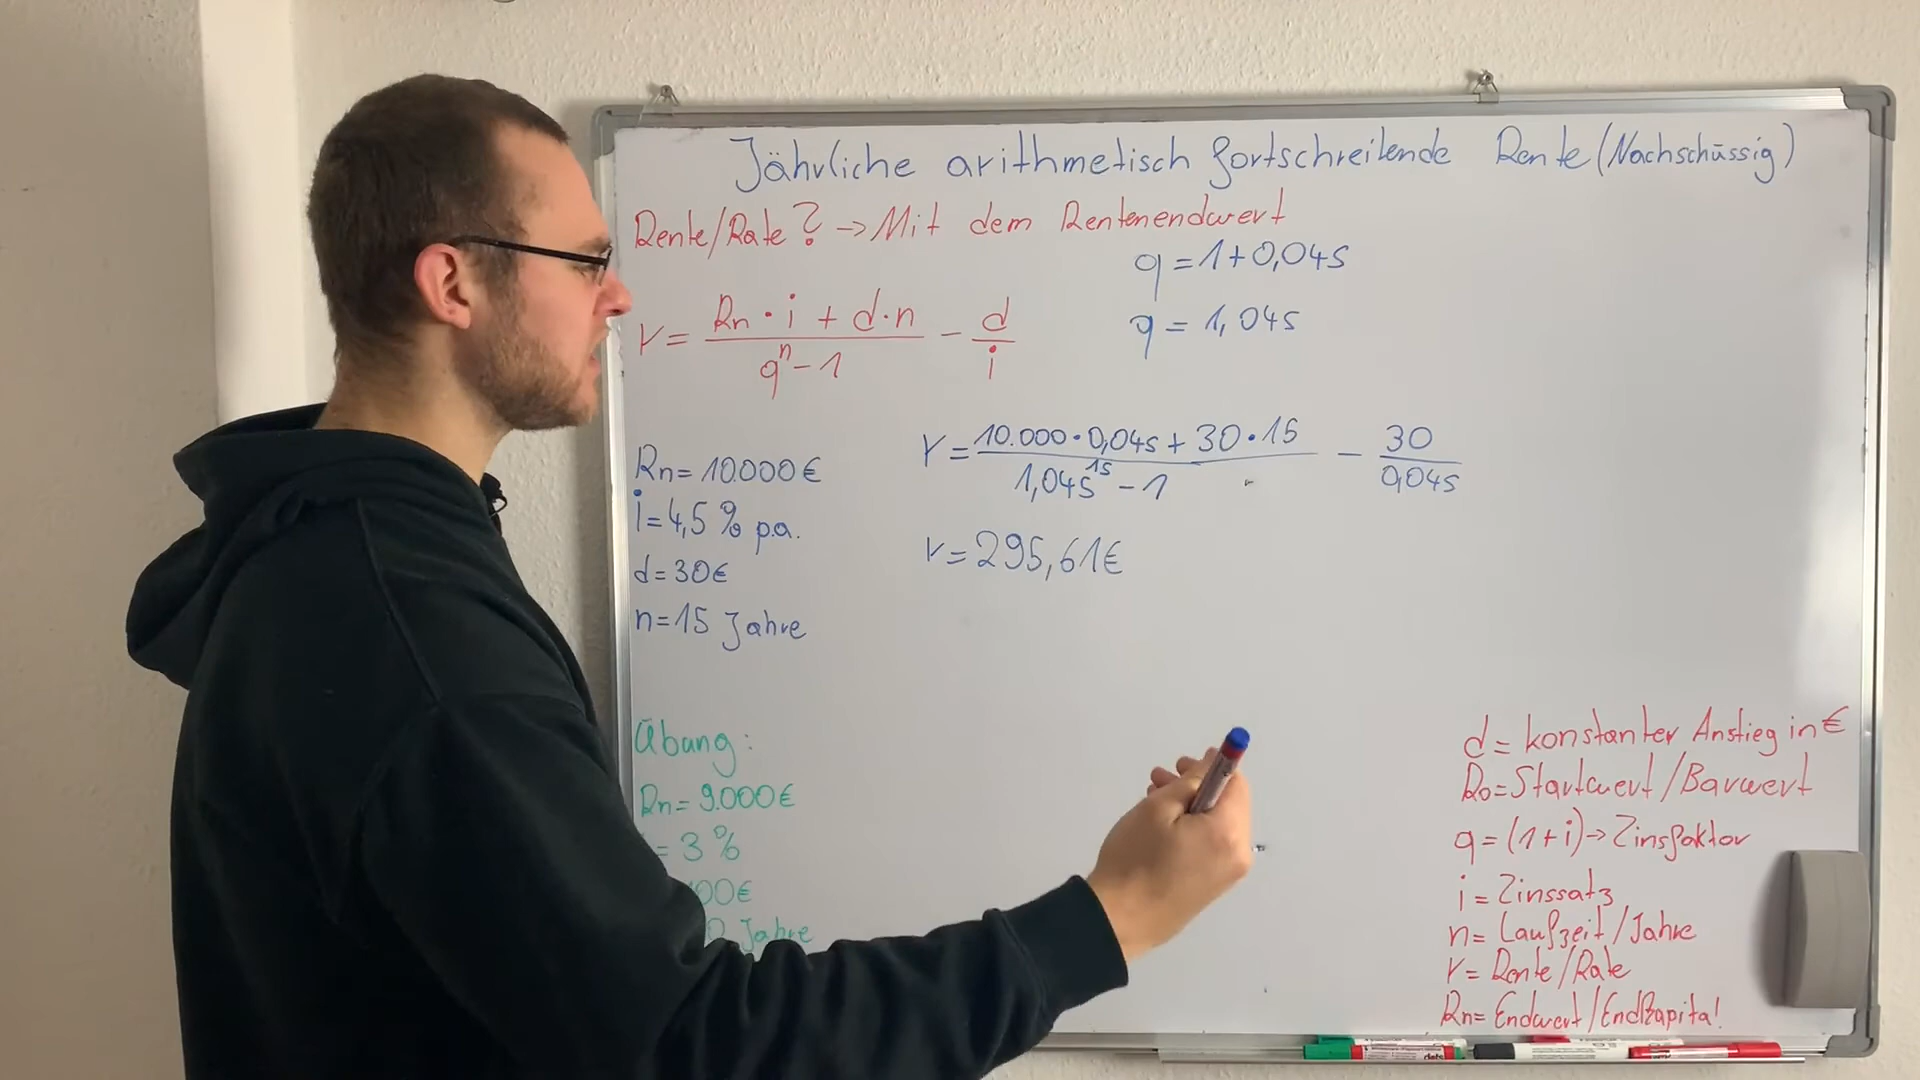 Jährliche arithmetisch fortschreitende Rente (Nachschüssig)
Rente/Rate? → Mit dem Rentenendwert
q = 1 + 0,045
q = 1,045
r = (Rn · i + d · n) / (q^n - 1) - d / i
Rn = 10.000€
i = 4,5 % p.a.
d = 30€
n = 15 Jahre
r = (10.000 · 0,045 + 30 · 15) / (1,045^15 - 1) - 30 / 0,045
r = 295,61€
Übung:
Rn = 9.000€
= 3 %
00€
0 Jahre
d = konstanter Anstieg in €
R0 = Startwert/Barwert
q = (1 + i) → Zinsfaktor
i = Zinssatz
n = Laufzeit/Jahre
r = Rente/Rate
Rn = Endwert/Endkapital